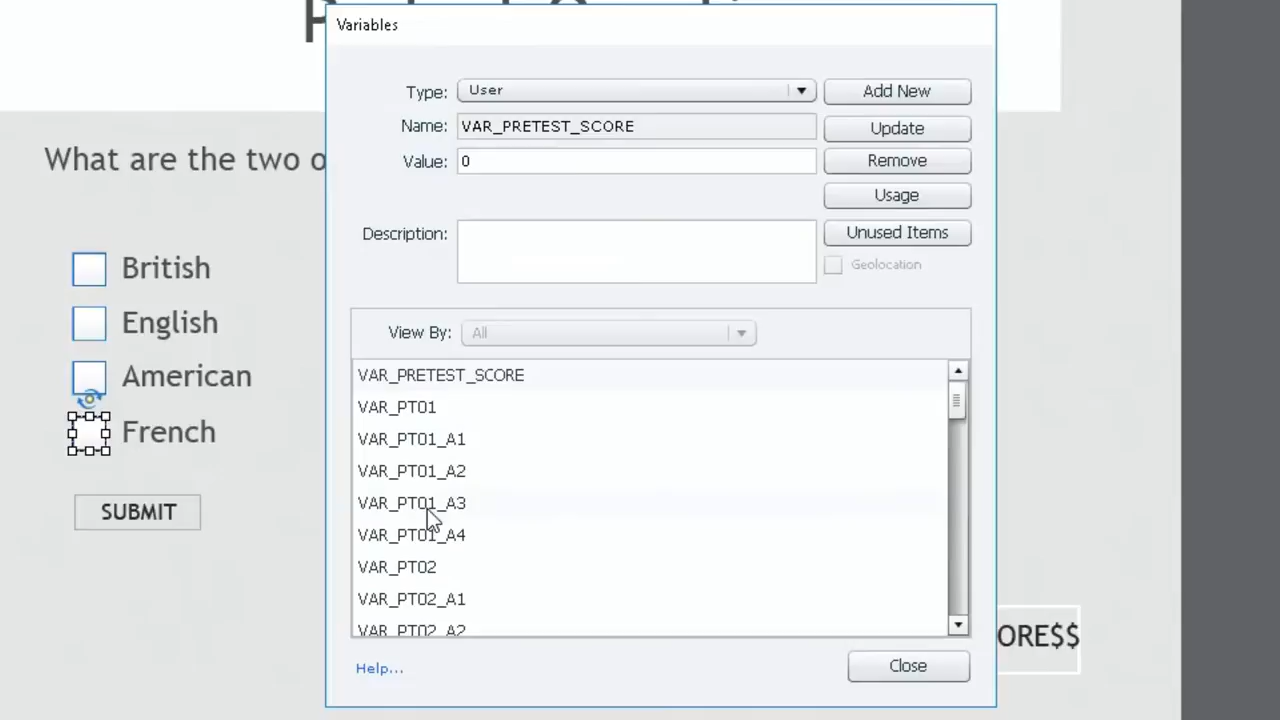 Variables
Type: User Add New
Name: VAR_PRETEST_SCORE Update
Value: 0 Remove
Usage
Description: Unused Items
Geolocation
View By: All
VAR_PRETEST_SCORE
VAR_PT01
VAR_PT01_A1
VAR_PT01_A2
VAR_PT01_A3
VAR_PT01_A4
VAR_PT02
VAR_PT02_A1
VAR_PT02_A2
Help...
Close
What are the two o
British
English
American
French
SUBMIT
ORE$$